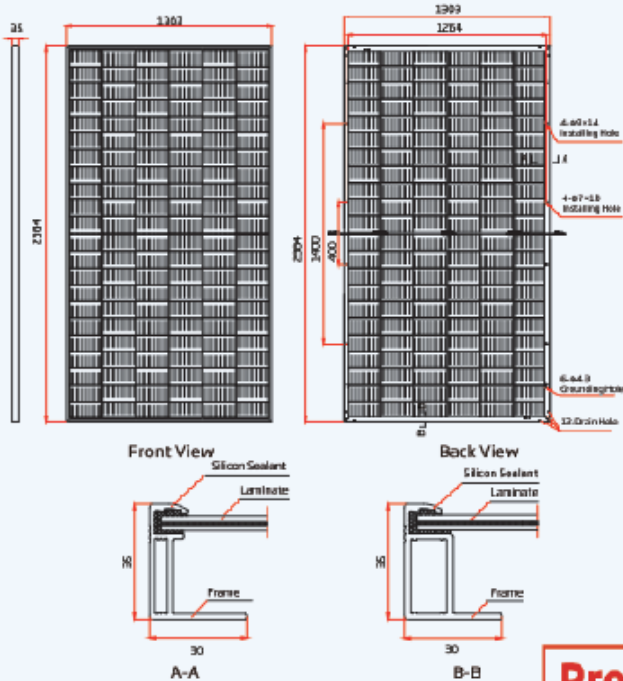 35
1303
1303
1264
4-ø9×14
Installing Hole
4-ø7×10
Installing Hole
2384
2384
1400
400
6-ø4.3
Grounding Hole
12-Drain Hole
Front View
Back View
Silicon Sealant
Laminate
35
Frame
30
A-A
Silicon Sealant
Laminate
35
Frame
30
B-B